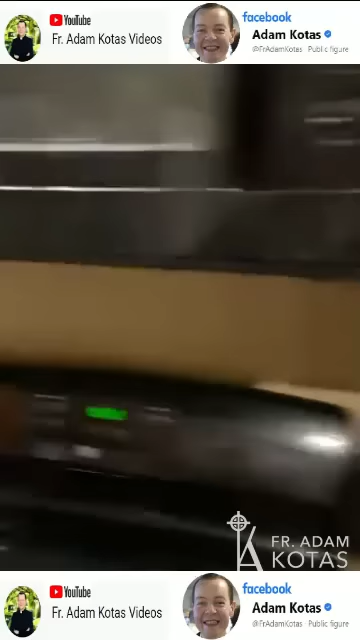 YouTube
Fr. Adam Kotas Videos
facebook
Adam Kotas
@FrAdamKotas · Public figure
FR. ADAM
KOTAS
YouTube
Fr. Adam Kotas Videos
facebook
Adam Kotas
@FrAdamKotas · Public figure